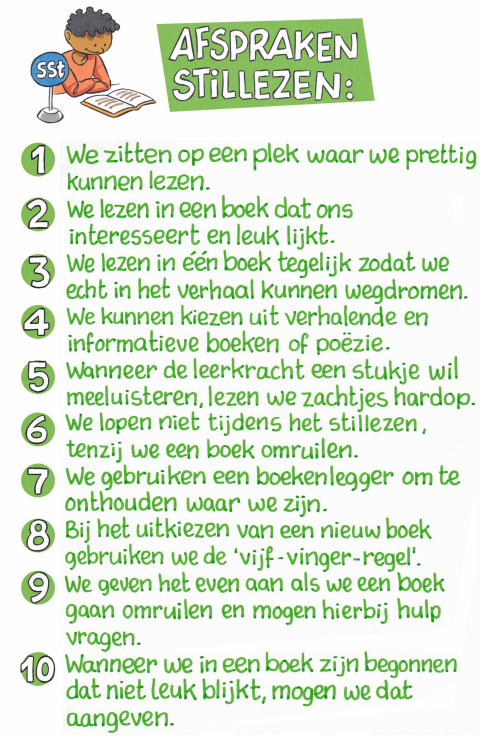 sst
AFSPRAKEN
STILLEZEN:
1 We zitten op een plek waar we prettig
kunnen lezen.
2 We lezen in een boek dat ons
interesseert en leuk lijkt.
3 We lezen in één boek tegelijk zodat we
echt in het verhaal kunnen wegdromen.
4 We kunnen kiezen uit verhalende en
informatieve boeken of poëzie.
5 Wanneer de leerkracht een stukje wil
meeluisteren, lezen we zachtjes hardop.
6 We lopen niet tijdens het stillezen,
tenzij we een boek omruilen.
7 We gebruiken een boekenlegger om te
onthouden waar we zijn.
8 Bij het uitkiezen van een nieuw boek
gebruiken we de 'vijf-vinger-regel'.
9 We geven het even aan als we een boek
gaan omruilen en mogen hierbij hulp
vragen.
10 Wanneer we in een boek zijn begonnen
dat niet leuk blijkt, mogen we dat
aangeven.